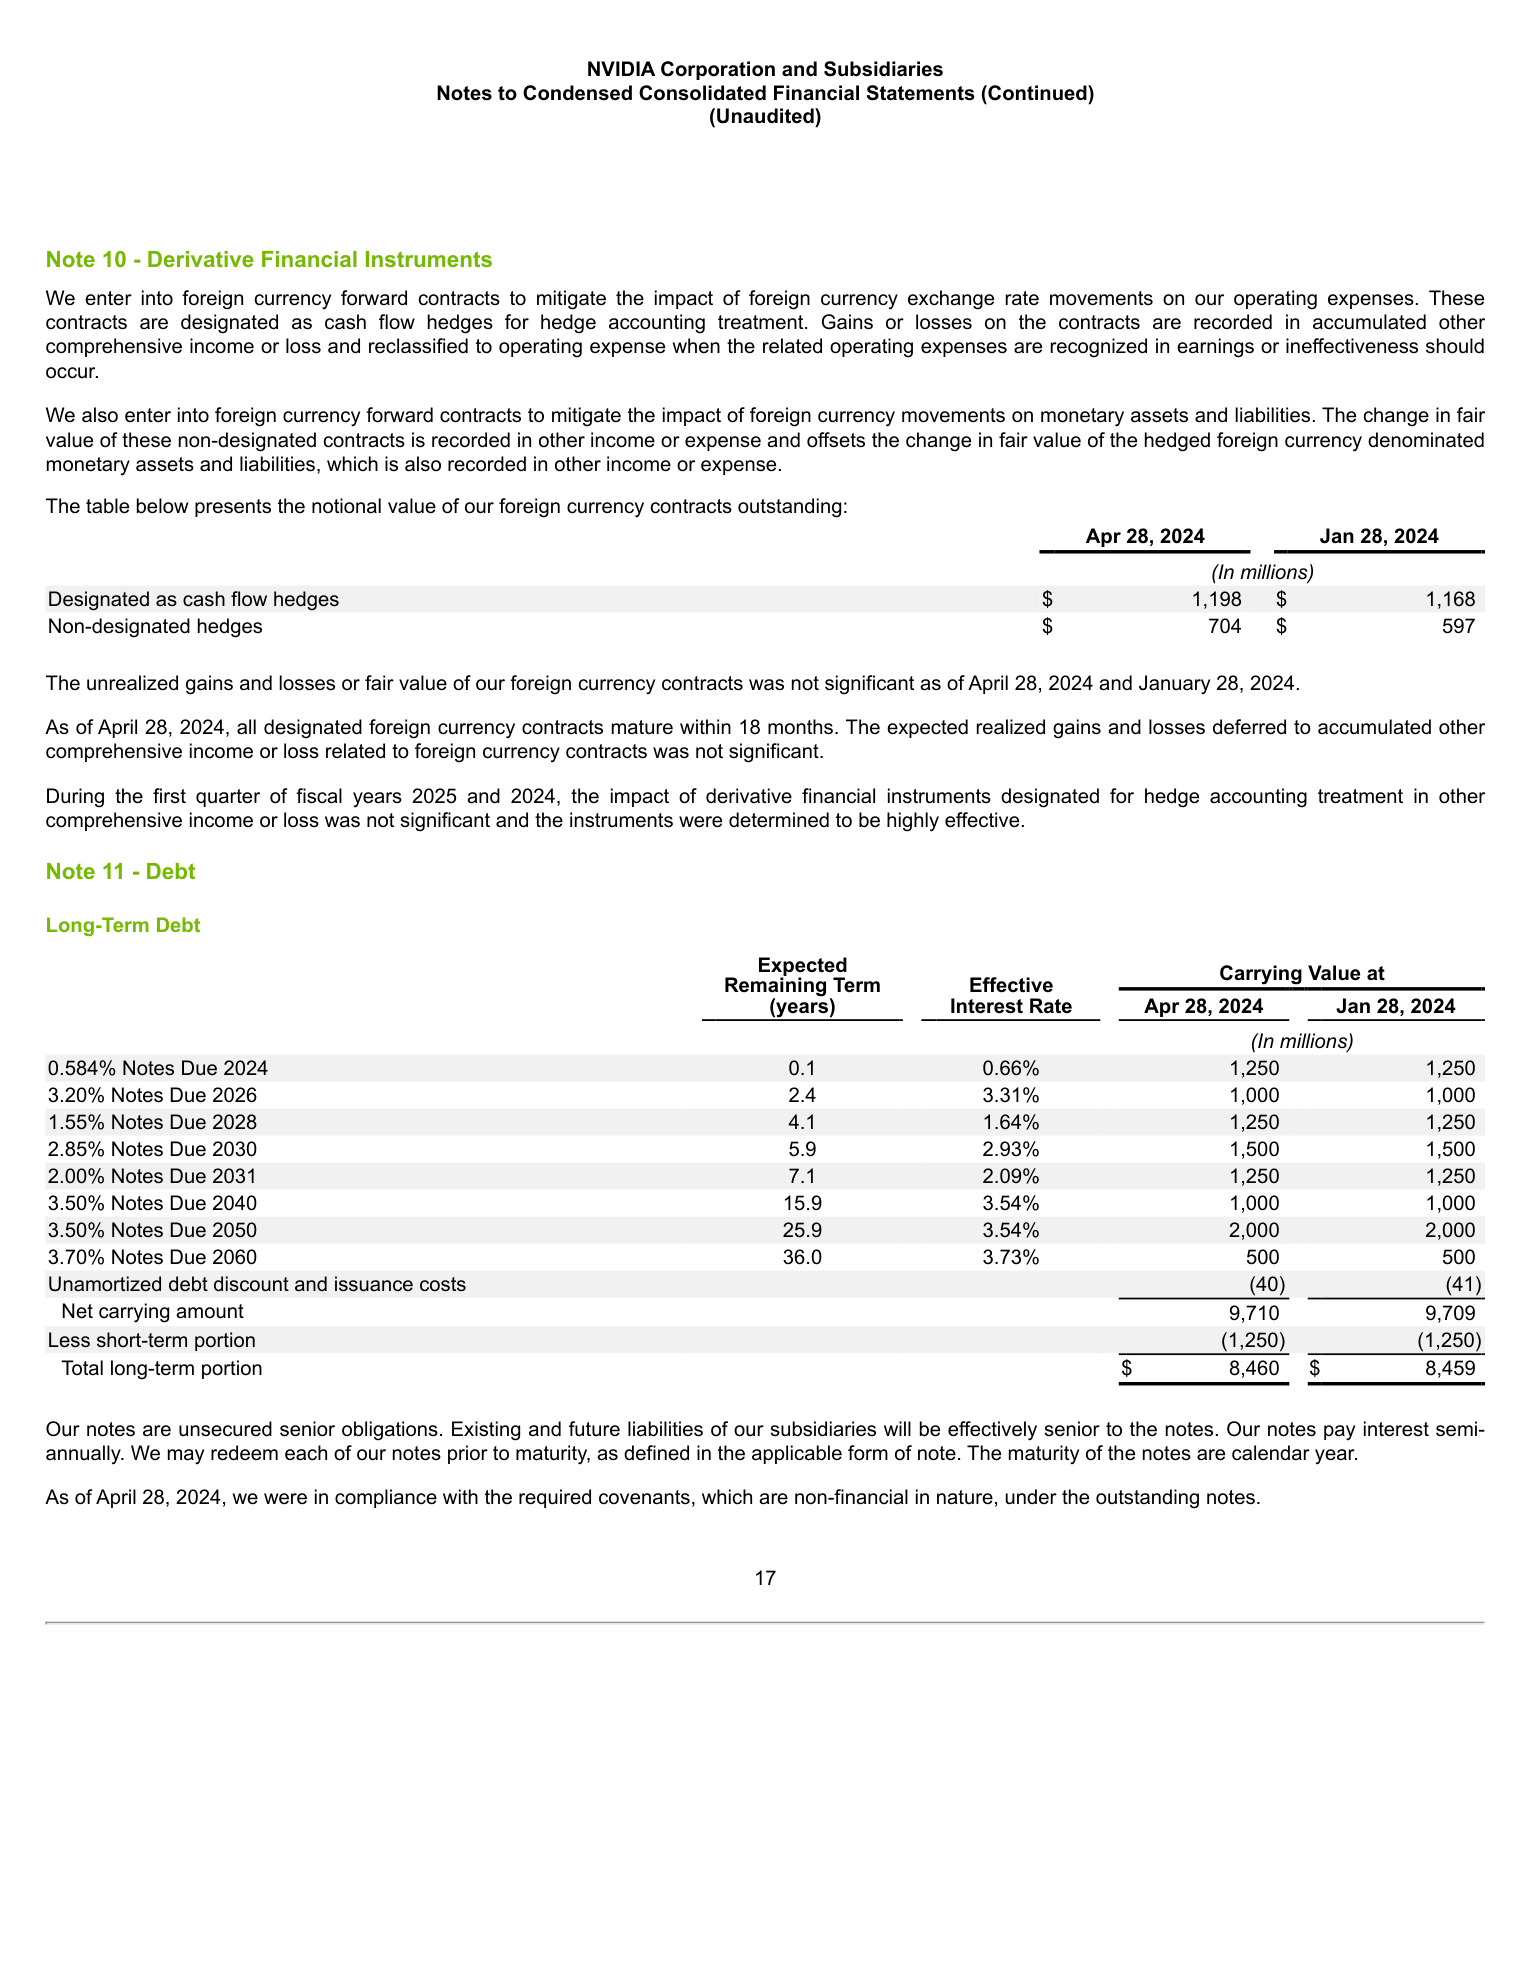 NVIDIA Corporation and Subsidiaries
Notes to Condensed Consolidated Financial Statements (Continued)
(Unaudited)
Note 10 - Derivative Financial Instruments
We enter into foreign currency forward contracts to mitigate the impact of foreign currency exchange rate movements on our operating expenses. These
contracts are designated as cash flow hedges for hedge accounting treatment. Gains or losses on the contracts are recorded in accumulated other
comprehensive income or loss and reclassified to operating expense when the related operating expenses are recognized in earnings or ineffectiveness should
occur.
We also enter into foreign currency forward contracts to mitigate the impact of foreign currency movements on monetary assets and liabilities. The change in fair
value of these non-designated contracts is recorded in other income or expense and offsets the change in fair value of the hedged foreign currency denominated
monetary assets and liabilities, which is also recorded in other income or expense.
The table below presents the notional value of our foreign currency contracts outstanding:
Apr 28, 2024 Jan 28, 2024
(In millions)
Designated as cash flow hedges $ 1,198 $ 1,168
Non-designated hedges $ 704 $ 597
The unrealized gains and losses or fair value of our foreign currency contracts was not significant as of April 28, 2024 and January 28, 2024.
As of April 28, 2024, all designated foreign currency contracts mature within 18 months. The expected realized gains and losses deferred to accumulated other
comprehensive income or loss related to foreign currency contracts was not significant.
During the first quarter of fiscal years 2025 and 2024, the impact of derivative financial instruments designated for hedge accounting treatment in other
comprehensive income or loss was not significant and the instruments were determined to be highly effective.
Note 11 - Debt
Long-Term Debt
Expected
Remaining Term
(years)
Effective
Interest Rate
Carrying Value at
Apr 28, 2024 Jan 28, 2024
(In millions)
0.584% Notes Due 2024 0.1 0.66% 1,250 1,250
3.20% Notes Due 2026 2.4 3.31% 1,000 1,000
1.55% Notes Due 2028 4.1 1.64% 1,250 1,250
2.85% Notes Due 2030 5.9 2.93% 1,500 1,500
2.00% Notes Due 2031 7.1 2.09% 1,250 1,250
3.50% Notes Due 2040 15.9 3.54% 1,000 1,000
3.50% Notes Due 2050 25.9 3.54% 2,000 2,000
3.70% Notes Due 2060 36.0 3.73% 500 500
Unamortized debt discount and issuance costs (40) (41)
Net carrying amount 9,710 9,709
Less short-term portion (1,250) (1,250)
Total long-term portion $ 8,460 $ 8,459
Our notes are unsecured senior obligations. Existing and future liabilities of our subsidiaries will be effectively senior to the notes. Our notes pay interest semi-
annually. We may redeem each of our notes prior to maturity, as defined in the applicable form of note. The maturity of the notes are calendar year.
As of April 28, 2024, we were in compliance with the required covenants, which are non-financial in nature, under the outstanding notes.
17